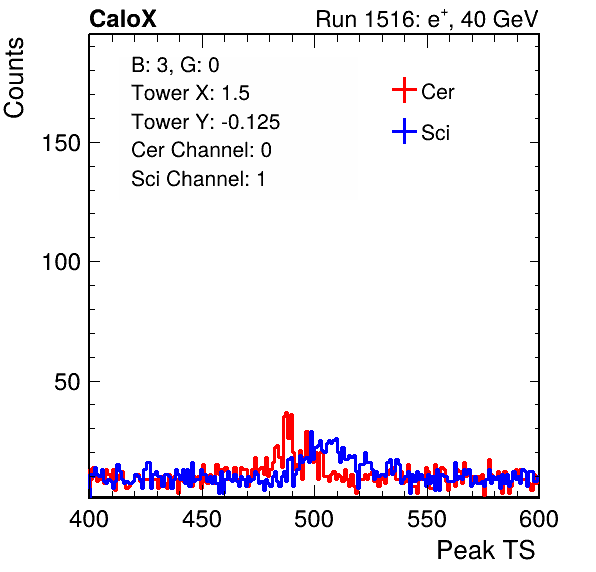 CaloX Run 1516: e⁺, 40 GeV
Counts
B: 3, G: 0
Tower X: 1.5
Tower Y: -0.125
Cer Channel: 0
Sci Channel: 1
Cer
Sci
150
100
50
400 450 500 550 600
Peak TS